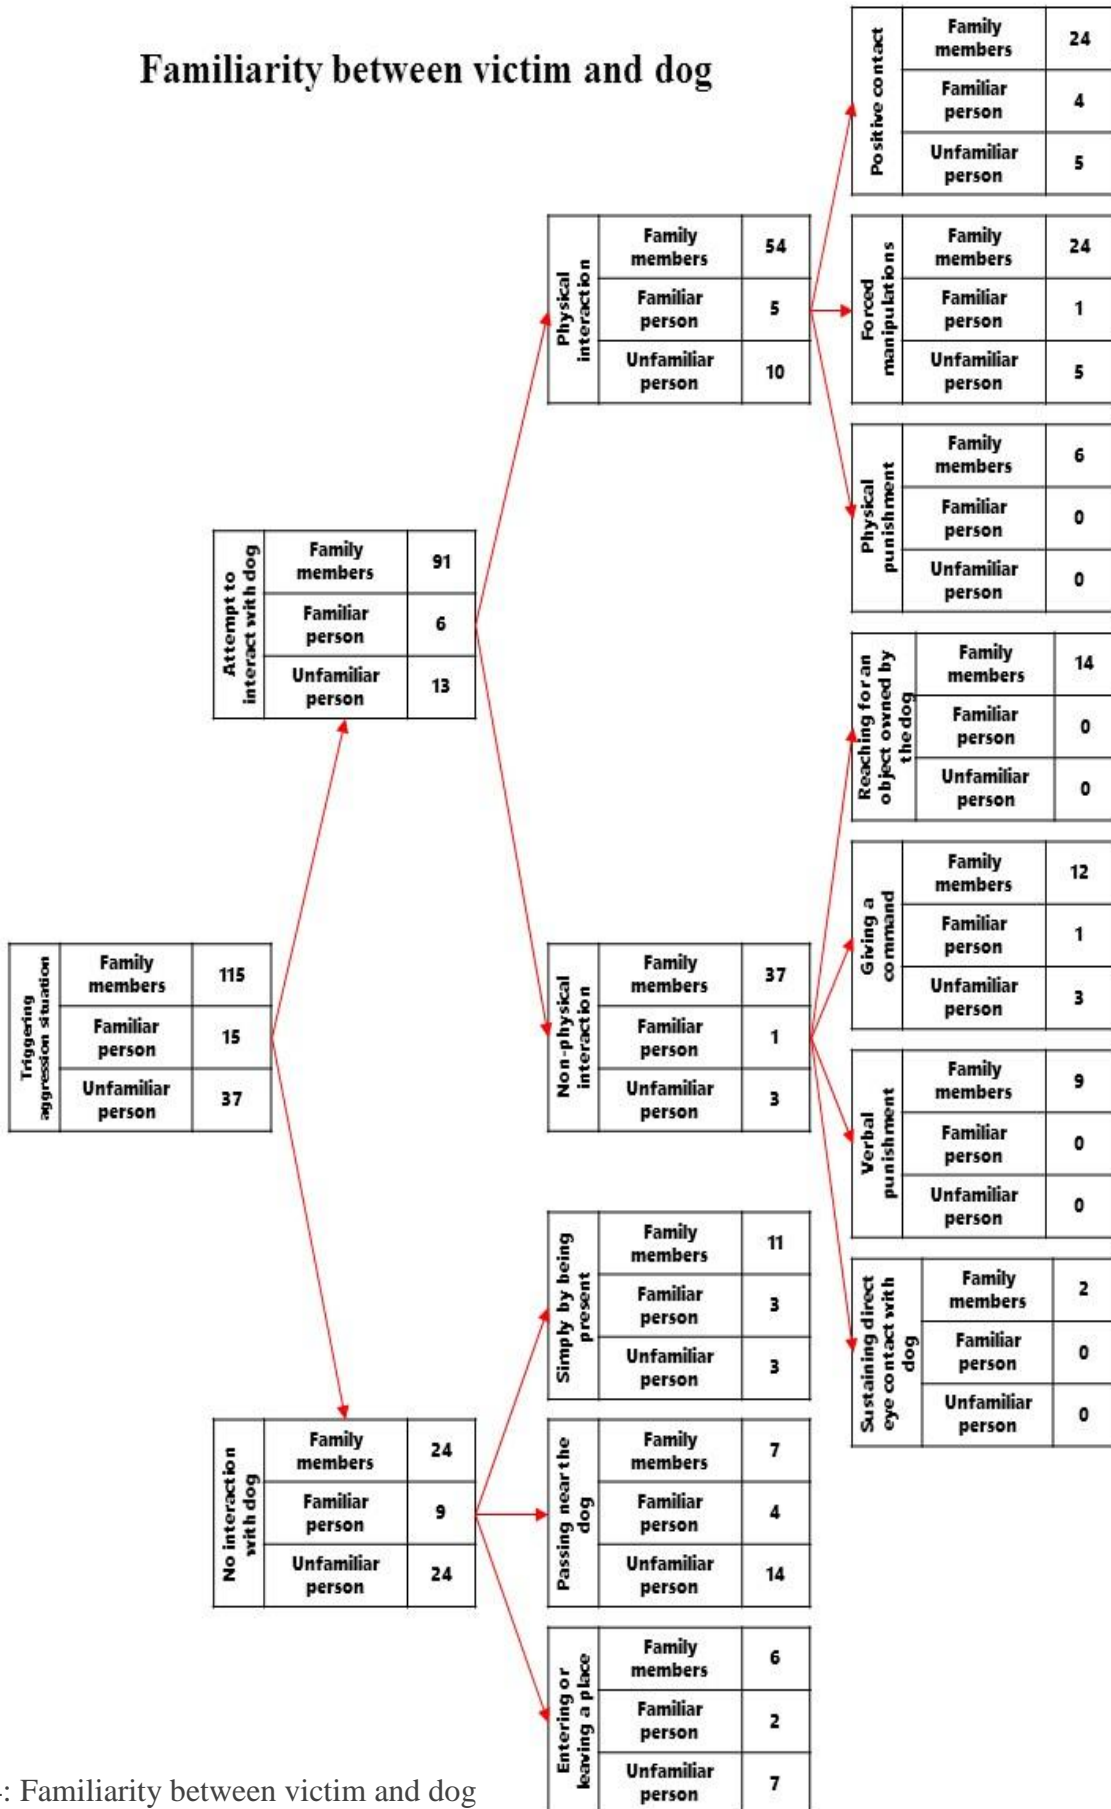 Familiarity between victim and dog
Positive contact
Family
members
24
Familiar
person
4
Unfamiliar
person
5
Physical
interaction
Family
members
54
Familiar
person
5
Unfamiliar
person
10
Forced
manipulations
Family
members
24
Familiar
person
1
Unfamiliar
person
5
Physical
punishment
Family
members
6
Familiar
person
0
Unfamiliar
person
0
Attempt to
interact with dog
Family
members
91
Familiar
person
6
Unfamiliar
person
13
Reaching for an
object owned by
the dog
Family
members
14
Familiar
person
0
Unfamiliar
person
0
Giving a
command
Family
members
12
Familiar
person
1
Unfamiliar
person
3
Triggering
aggression situation
Family
members
115
Familiar
person
15
Unfamiliar
person
37
Non-physical
interaction
Family
members
37
Familiar
person
1
Unfamiliar
person
3
Verbal
punishment
Family
members
9
Familiar
person
0
Unfamiliar
person
0
Simply by being
present
Family
members
11
Familiar
person
3
Unfamiliar
person
3
Sustaining direct
eye contact with
dog
Family
members
2
Familiar
person
0
Unfamiliar
person
0
No interaction
with dog
Family
members
24
Familiar
person
9
Unfamiliar
person
24
Passing near the
dog
Family
members
7
Familiar
person
4
Unfamiliar
person
14
Entering or
leaving a place
Family
members
6
Familiar
person
2
Unfamiliar
person
7
: Familiarity between victim and dog